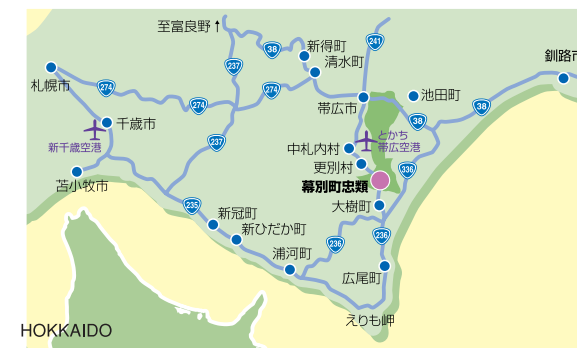 至富良野↑
38
新得町
清水町
241
237
釧路市
札幌市
274
274
274
帯広市
池田町
38
38
千歳市
新千歳空港
237
中札内村
とかち
帯広空港
更別村
336
苫小牧市
幕別町忠類
大樹町
235
新冠町
新ひだか町
236
236
浦河町
広尾町
えりも岬
HOKKAIDO